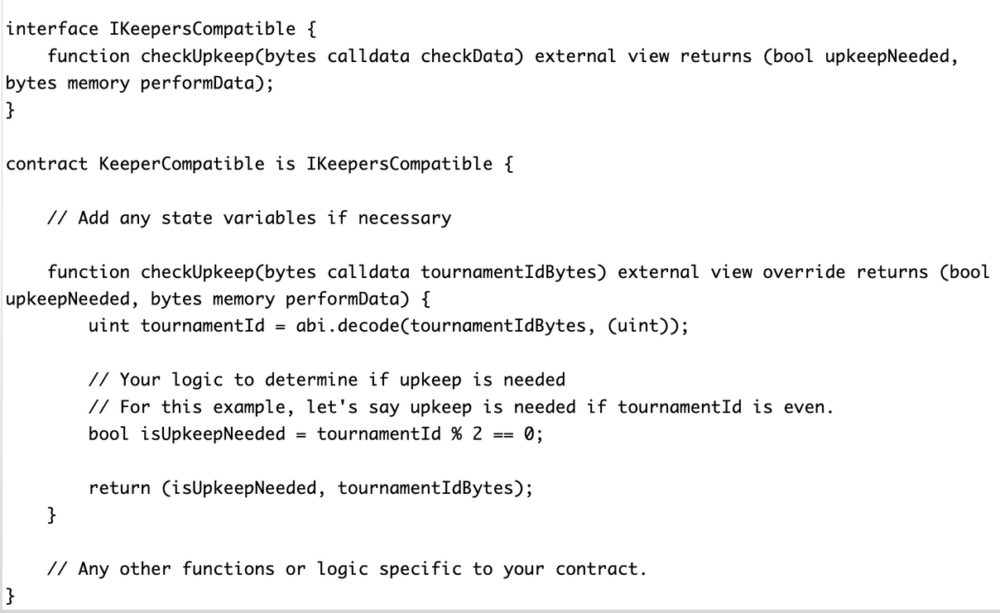 interface IKeepersCompatible {
    function checkUpkeep(bytes calldata checkData) external view returns (bool upkeepNeeded,
bytes memory performData);
}

contract KeeperCompatible is IKeepersCompatible {

    // Add any state variables if necessary

    function checkUpkeep(bytes calldata tournamentIdBytes) external view override returns (bool
upkeepNeeded, bytes memory performData) {
        uint tournamentId = abi.decode(tournamentIdBytes, (uint));

        // Your logic to determine if upkeep is needed
        // For this example, let's say upkeep is needed if tournamentId is even.
        bool isUpkeepNeeded = tournamentId % 2 == 0;

        return (isUpkeepNeeded, tournamentIdBytes);
    }

    // Any other functions or logic specific to your contract.
}